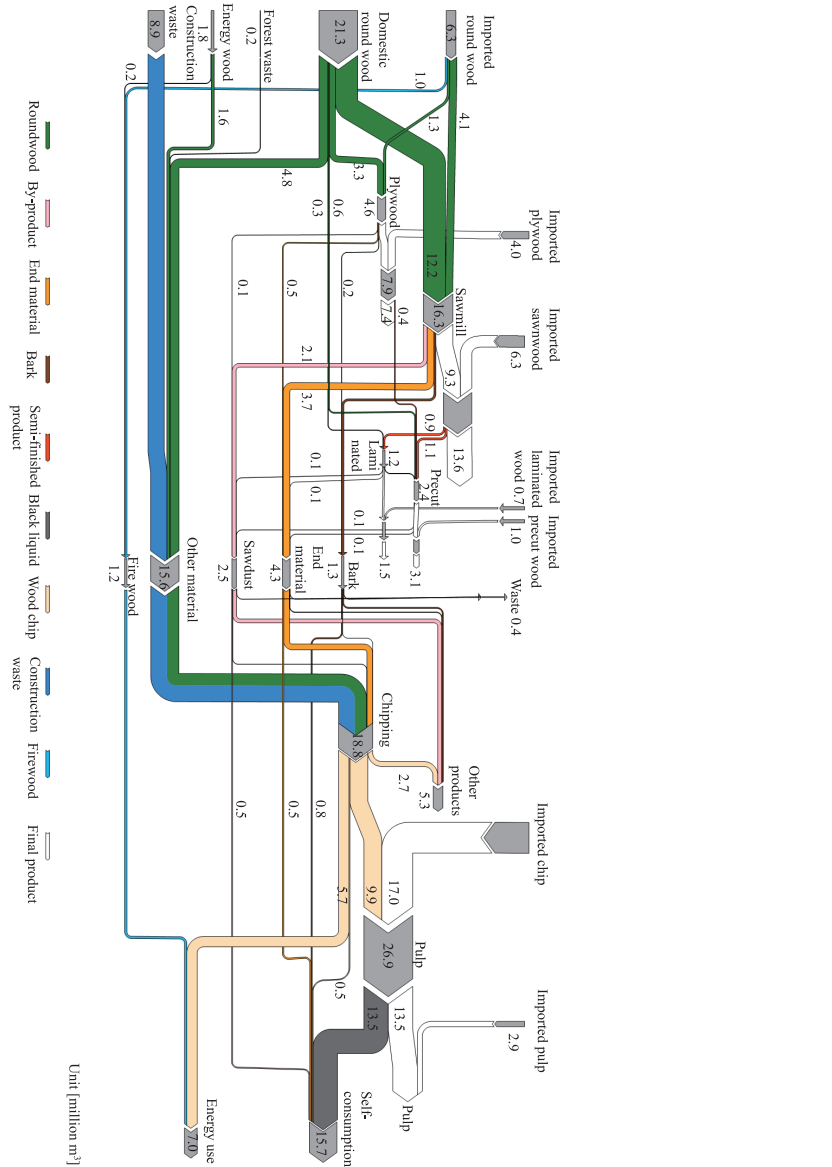 Imported
plywood
4.0
Imported
sawnwood
6.3
Imported
laminated
wood 0.7
Imported
precut wood
1.0
Waste 0.4
Imported chip
Imported pulp
2.9
Imported
round wood
6.3
4.1
1.3
1.0
Domestic
round wood
21.3
12.2
Sawmill
16.3
9.3
13.6
0.9
1.1
Precut
2.4
3.1
Plywood
4.6
3.3
7.9
7.4
0.4
Lami
nated
1.2
1.5
0.1
0.1
0.1
0.1
0.6
0.3
4.8
0.2
0.5
0.1
2.1
3.7
Bark
1.3
End
material
4.3
Sawdust
2.5
Other
products
5.3
2.7
Chipping
18.8
17.0
9.9
5.7
Pulp
26.9
13.5
13.5
Pulp
0.8
0.5
0.5
0.5
Self-
consumption
15.7
Forest waste
0.2
Energy wood
1.8
1.6
Construction
waste
8.9
0.2
Other material
15.6
Fire wood
1.2
Energy use
7.0
Roundwood
By-product
End material
Bark
Semi-finished
product
Black liquid
Wood chip
Construction
waste
Firewood
Final product
Unit [million m³]